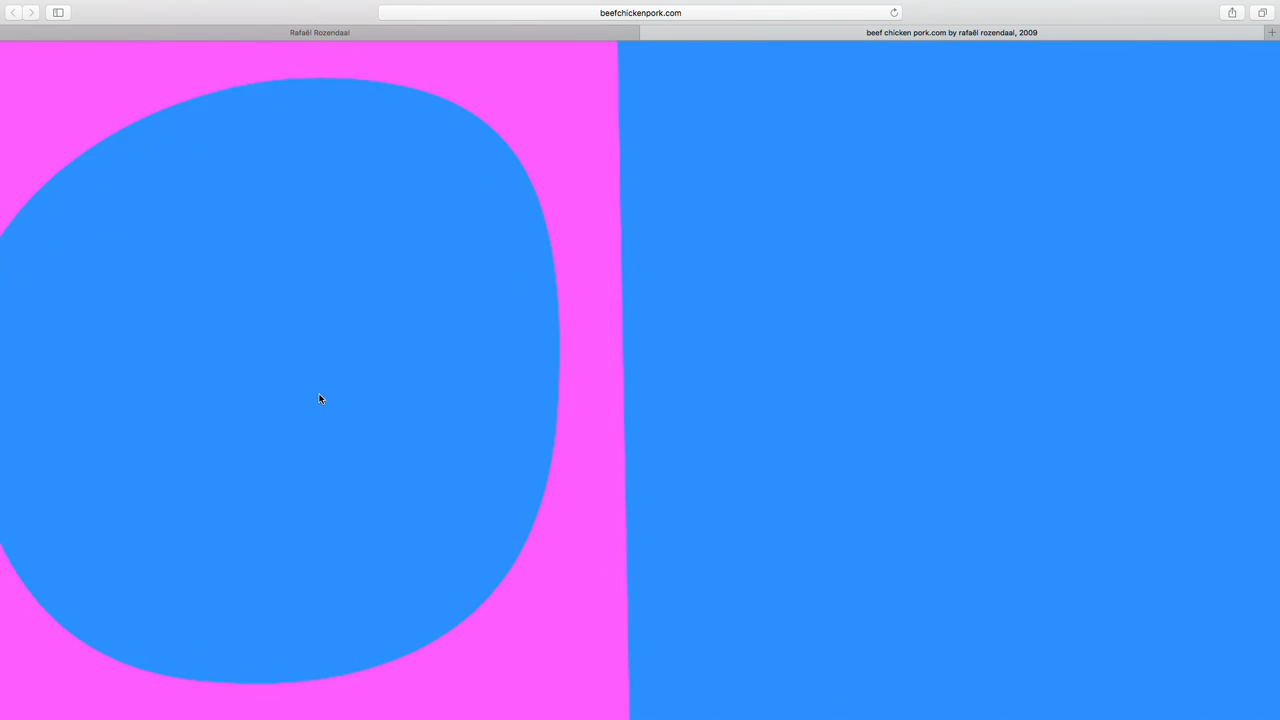 beefchickenpork.com
Rafaël Rozendaal
beef chicken pork.com by rafaël rozendaal, 2009